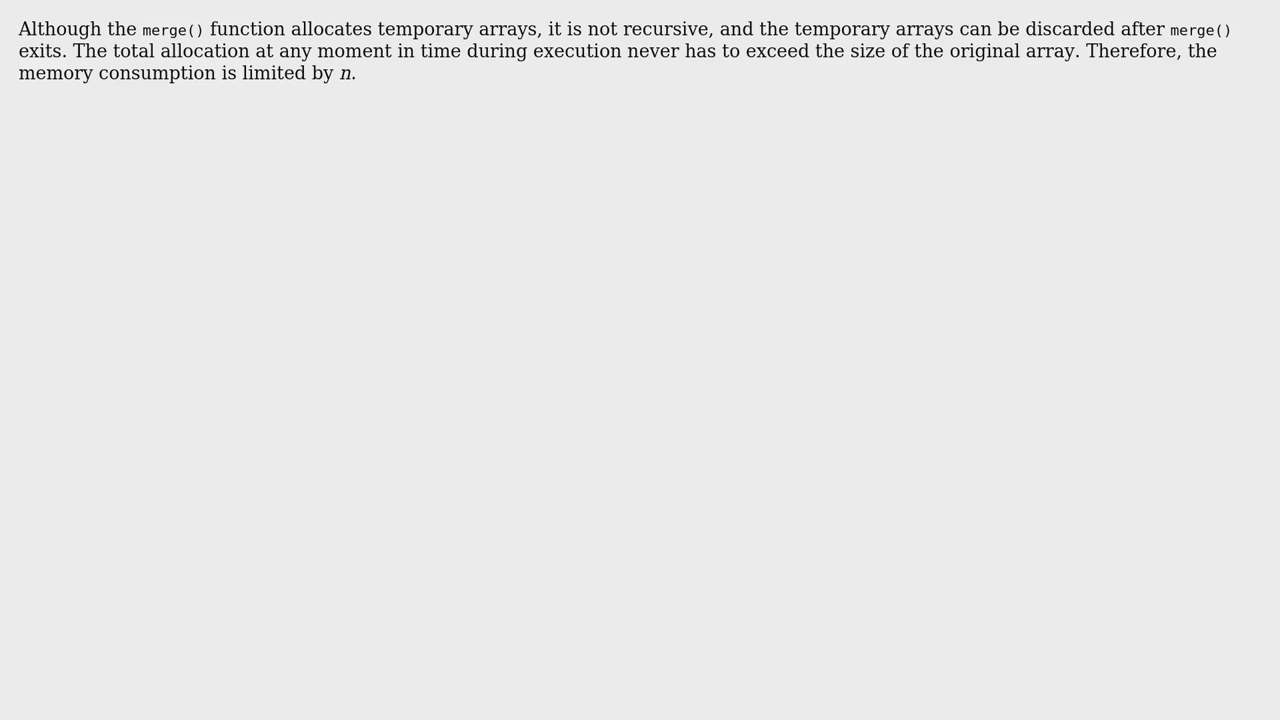 Although the merge() function allocates temporary arrays, it is not recursive, and the temporary arrays can be discarded after merge()
exits. The total allocation at any moment in time during execution never has to exceed the size of the original array. Therefore, the
memory consumption is limited by n.